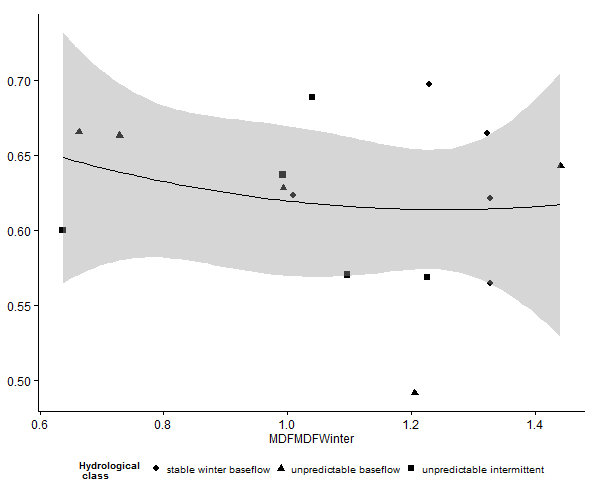 0.70
0.65
0.60
0.55
0.50
0.6 0.8 1.0 1.2 1.4
MDFMDFWinter
Hydrological
class
stable winter baseflow unpredictable baseflow unpredictable intermittent